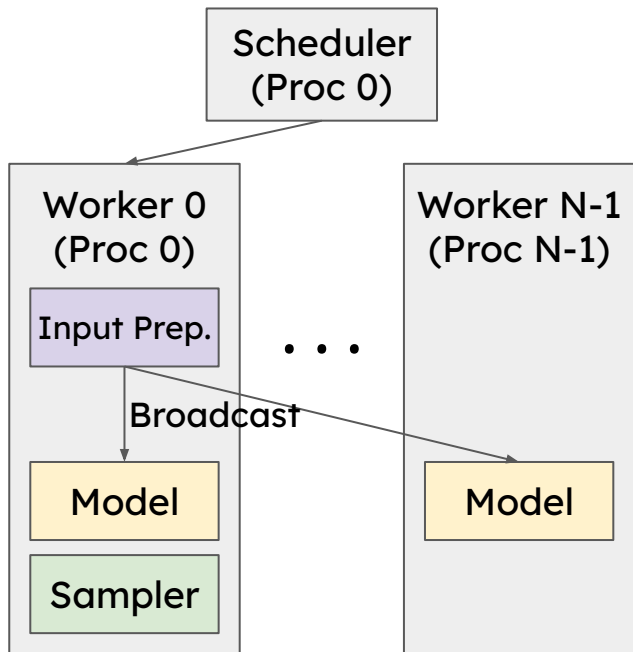 Scheduler
(Proc 0)
Worker 0
(Proc 0)
Input Prep.
Broadcast
Model
Sampler
. . .
Worker N-1
(Proc N-1)
Model